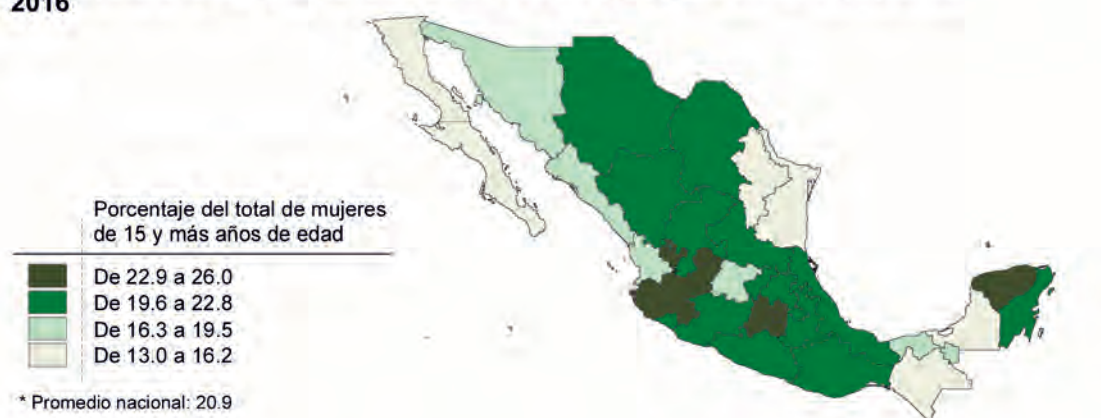 2016
Porcentaje del total de mujeres
de 15 y más años de edad
De 22.9 a 26.0
De 19.6 a 22.8
De 16.3 a 19.5
De 13.0 a 16.2
* Promedio nacional: 20.9